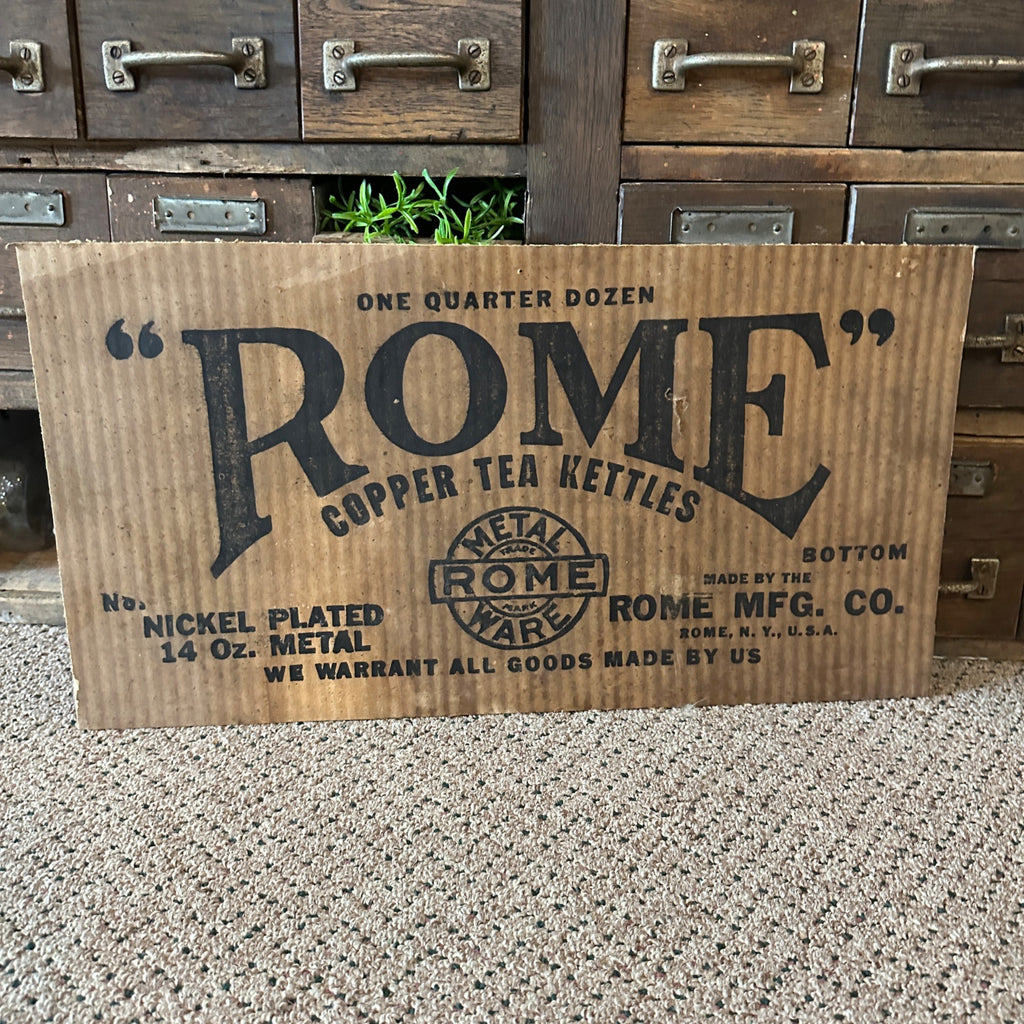 ONE QUARTER DOZEN
“ROME”
COPPER TEA KETTLES
METAL
TRADE
ROME
MARK
WARE
BOTTOM
No.
NICKEL PLATED
14 Oz. METAL
MADE BY THE
ROME MFG. CO.
ROME, N. Y., U.S.A.
WE WARRANT ALL GOODS MADE BY US